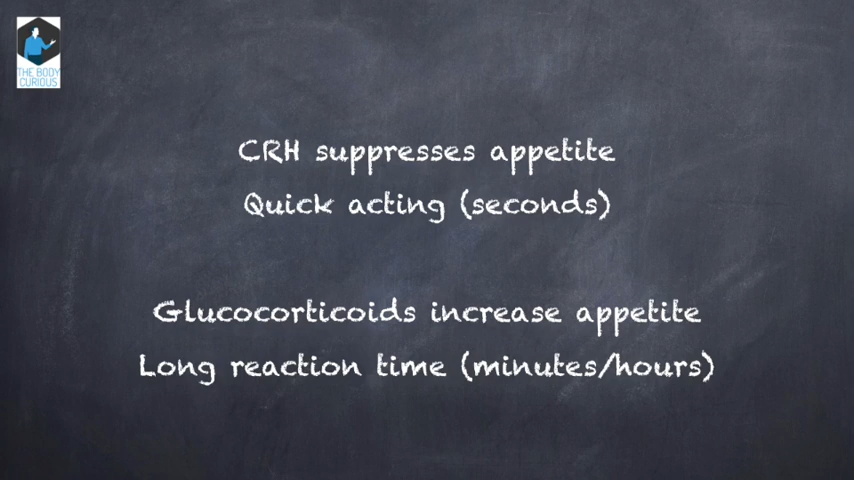 THE BODY
CURIOUS
CRH suppresses appetite
Quick acting (seconds)
Glucocorticoids increase appetite
Long reaction time (minutes/hours)